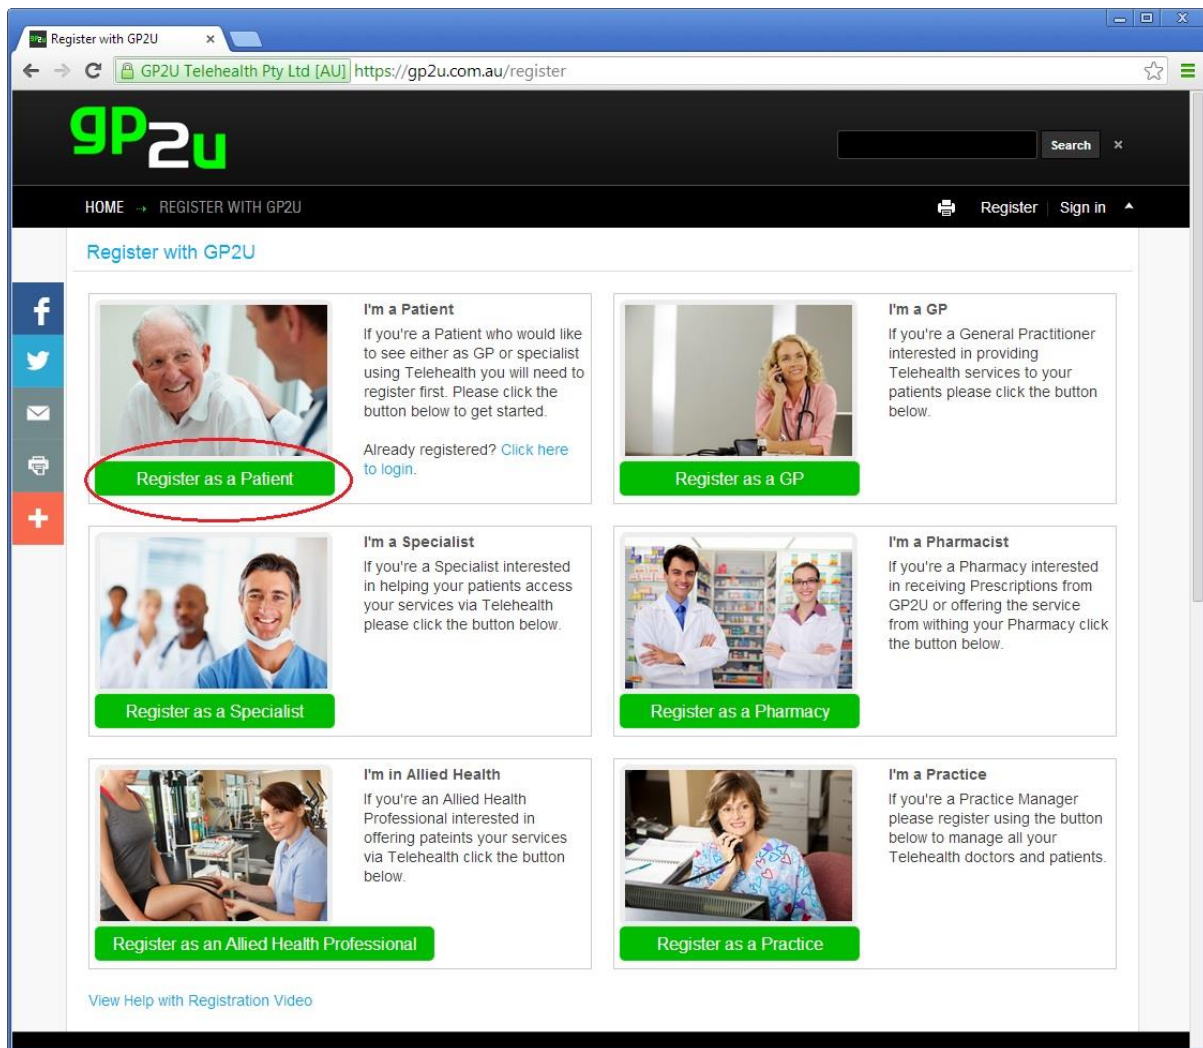 Register with GP2U
GP2U Telehealth Pty Ltd [AU] https://gp2u.com.au/register
gp2u
Search
HOME REGISTER WITH GP2U
Register Sign in
Register with GP2U
I'm a Patient
If you're a Patient who would like
to see either as GP or specialist
using Telehealth you will need to
register first. Please click the
button below to get started.
Already registered? Click here
to login.
Register as a Patient
I'm a GP
If you're a General Practitioner
interested in providing
Telehealth services to your
patients please click the button
below.
Register as a GP
I'm a Specialist
If you're a Specialist interested
in helping your patients access
your services via Telehealth
please click the button below.
Register as a Specialist
I'm a Pharmacist
If you're a Pharmacy interested
in receiving Prescriptions from
GP2U or offering the service
from withing your Pharmacy click
the button below.
Register as a Pharmacy
I'm in Allied Health
If you're an Allied Health
Professional interested in
offering pateints your services
via Telehealth click the button
below.
Register as an Allied Health Professional
I'm a Practice
If you're a Practice Manager
please register using the button
below to manage all your
Telehealth doctors and patients.
Register as a Practice
View Help with Registration Video